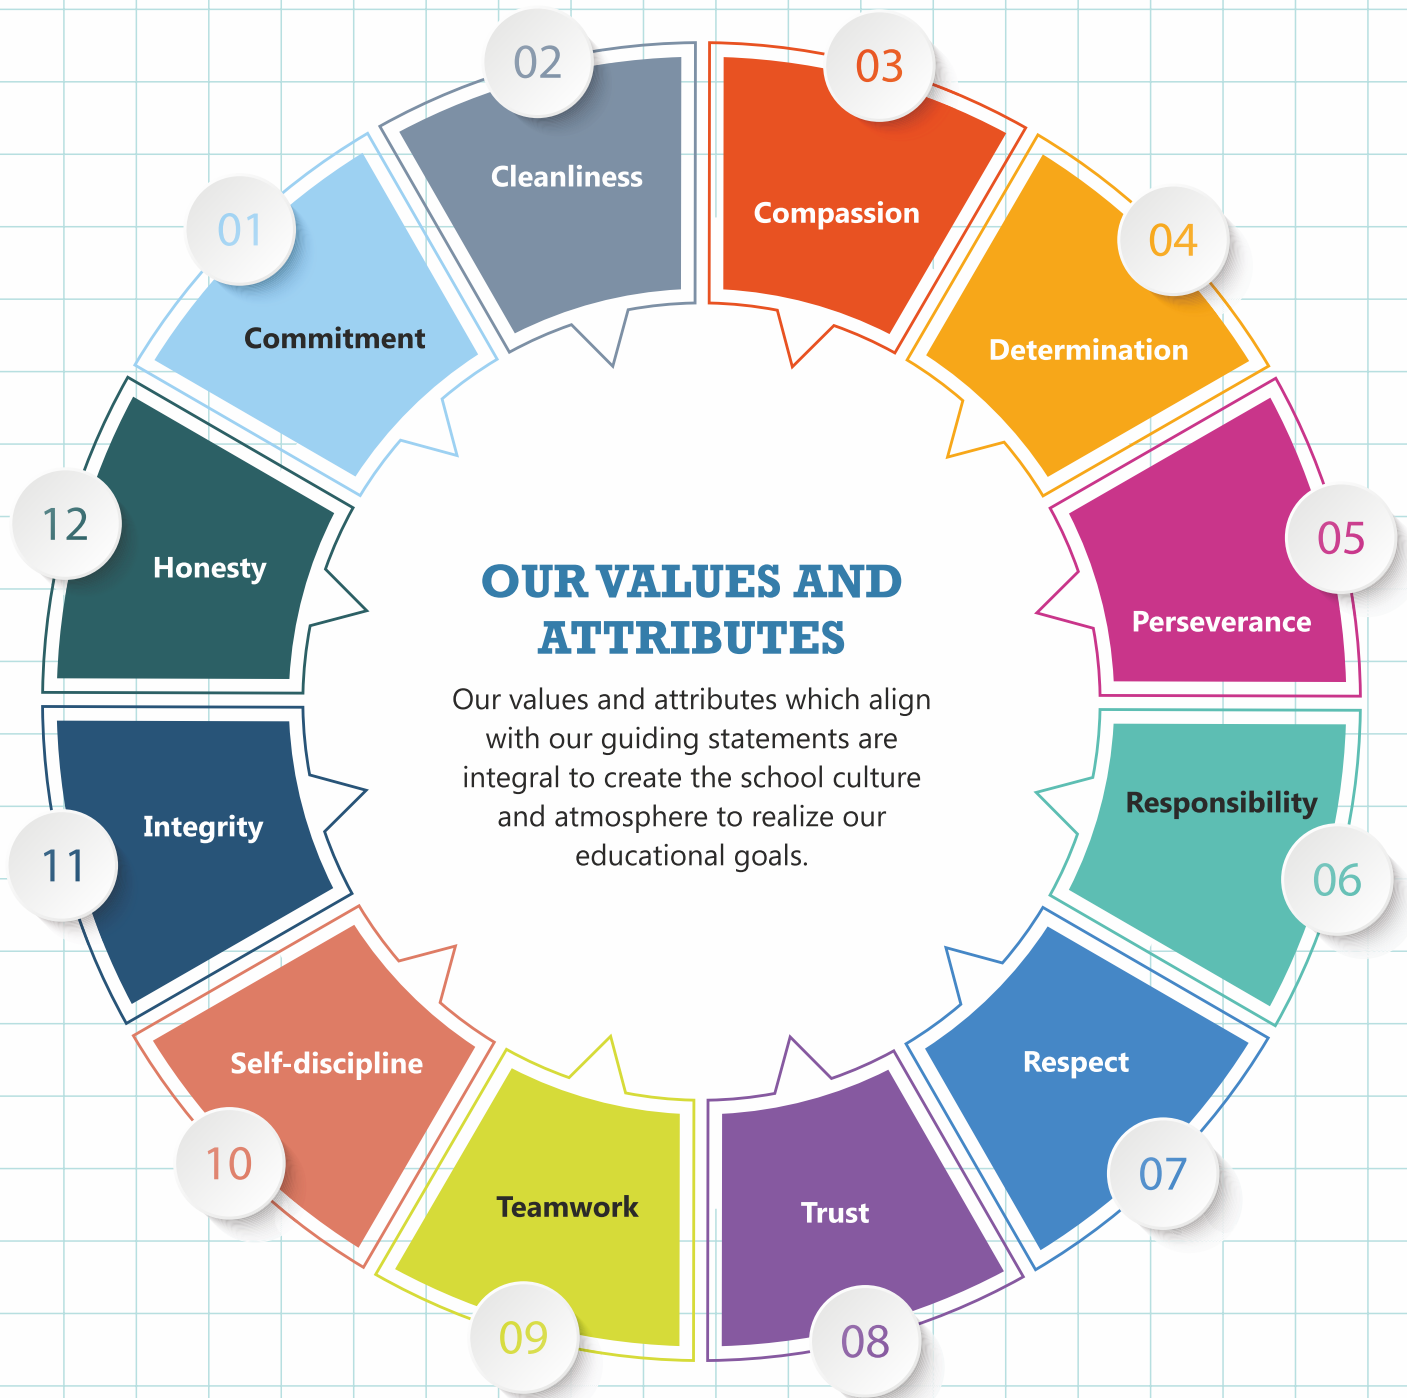 01
Commitment
02
Cleanliness
03
Compassion
04
Determination
05
Perseverance
06
Responsibility
07
Respect
08
Trust
09
Teamwork
10
Self-discipline
11
Integrity
12
Honesty
OUR VALUES AND
ATTRIBUTES
Our values and attributes which align
with our guiding statements are
integral to create the school culture
and atmosphere to realize our
educational goals.